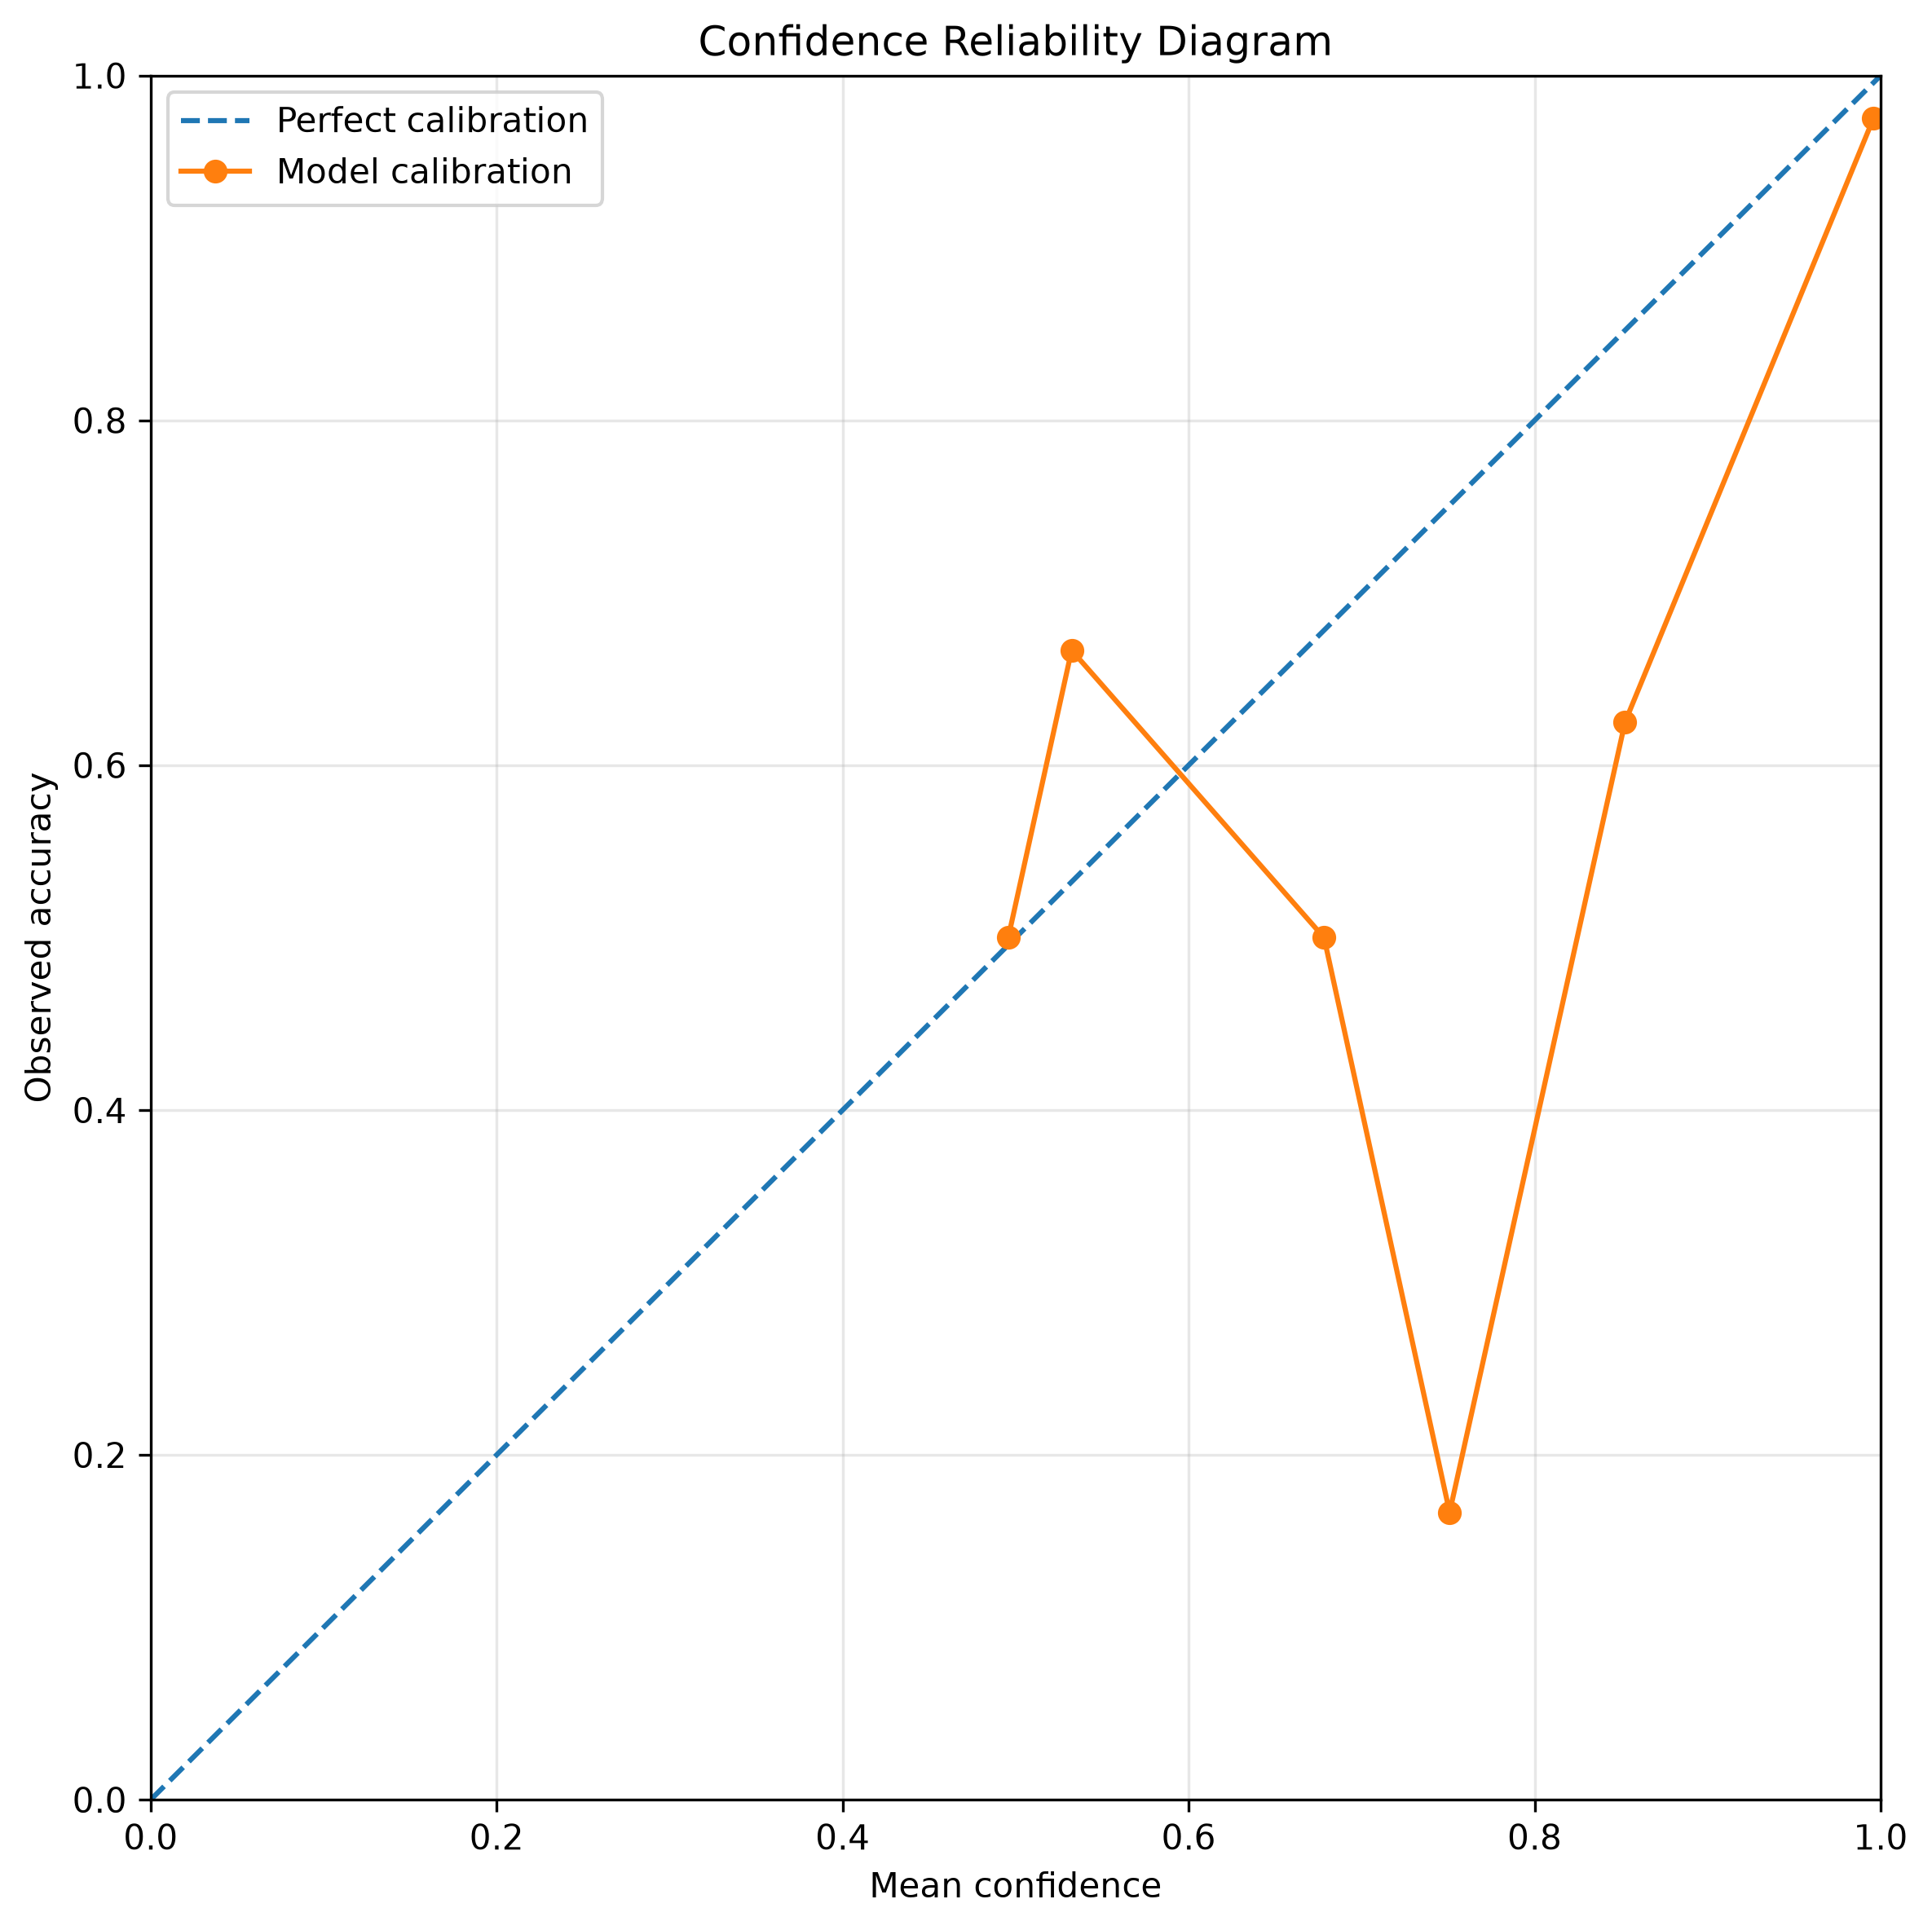 Confidence Reliability Diagram
Perfect calibration
Model calibration
Observed accuracy
1.0
0.8
0.6
0.4
0.2
0.0
0.0 0.2 0.4 0.6 0.8 1.0
Mean confidence